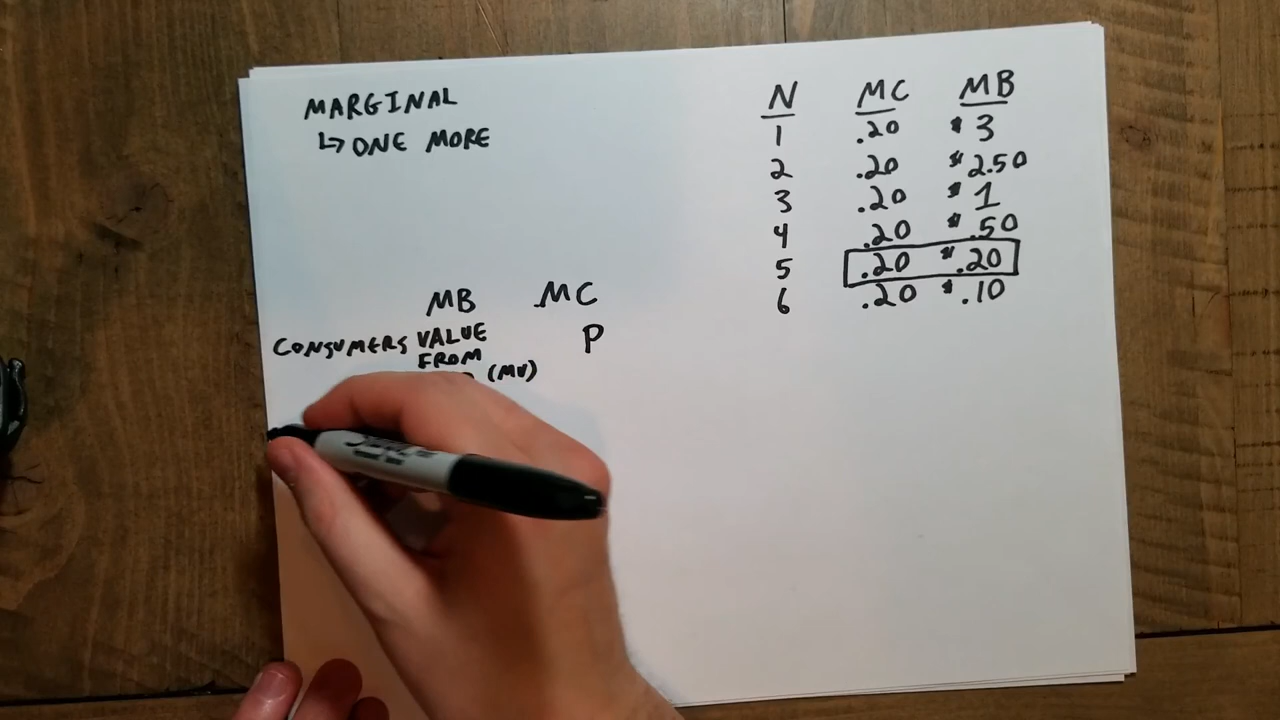 MARGINAL
↳ ONE MORE
N MC MB
1 .20 $3
2 .20 $2.50
3 .20 $1
4 .20 $.50
5 .20 $.20
6 .20 $.10
MB MC
CONSUMERS VALUE P
FROM
(MU)